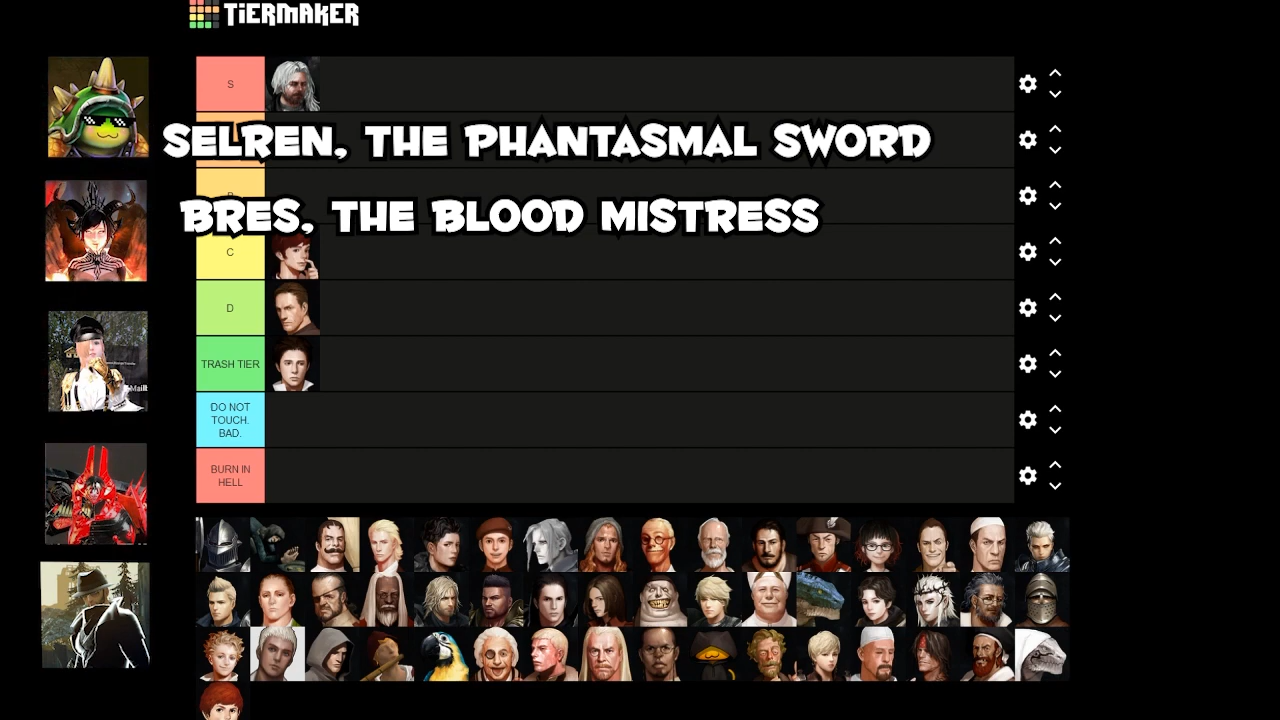 TiERMAKER
S
SELREN, THE PHANTASMAL SWORD
BRES, THE BLOOD MISTRESS
C
D
TRASH TIER
DO NOT
TOUCH.
BAD.
BURN IN
HELL